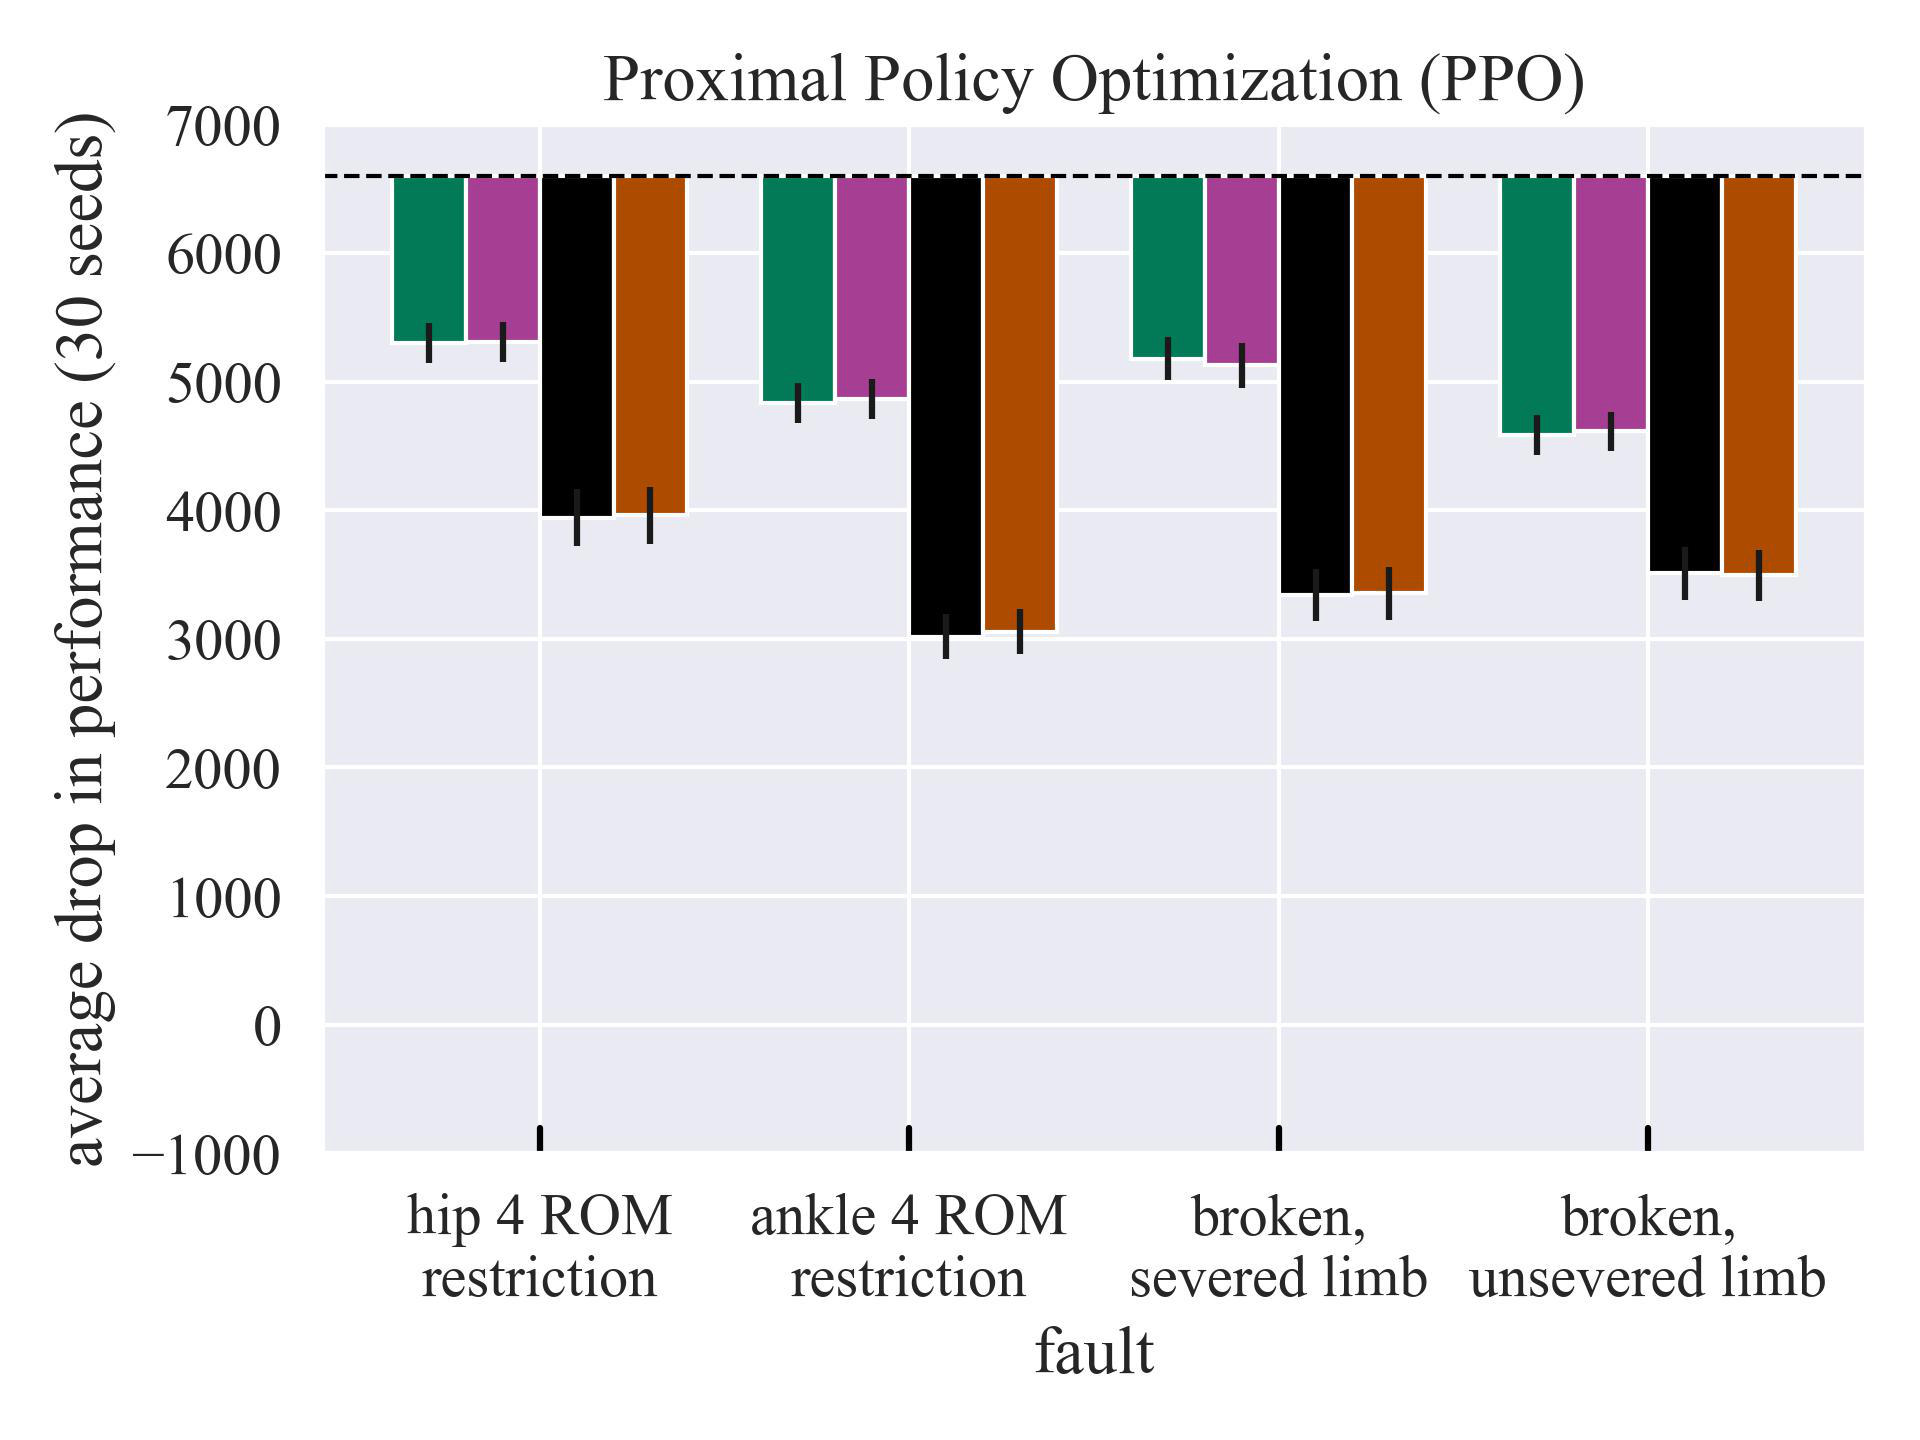 Proximal Policy Optimization (PPO)
average drop in performance (30 seeds)
7000
6000
5000
4000
3000
2000
1000
0
−1000
hip 4 ROM
restriction
ankle 4 ROM
restriction
broken,
severed limb
broken,
unsevered limb
fault